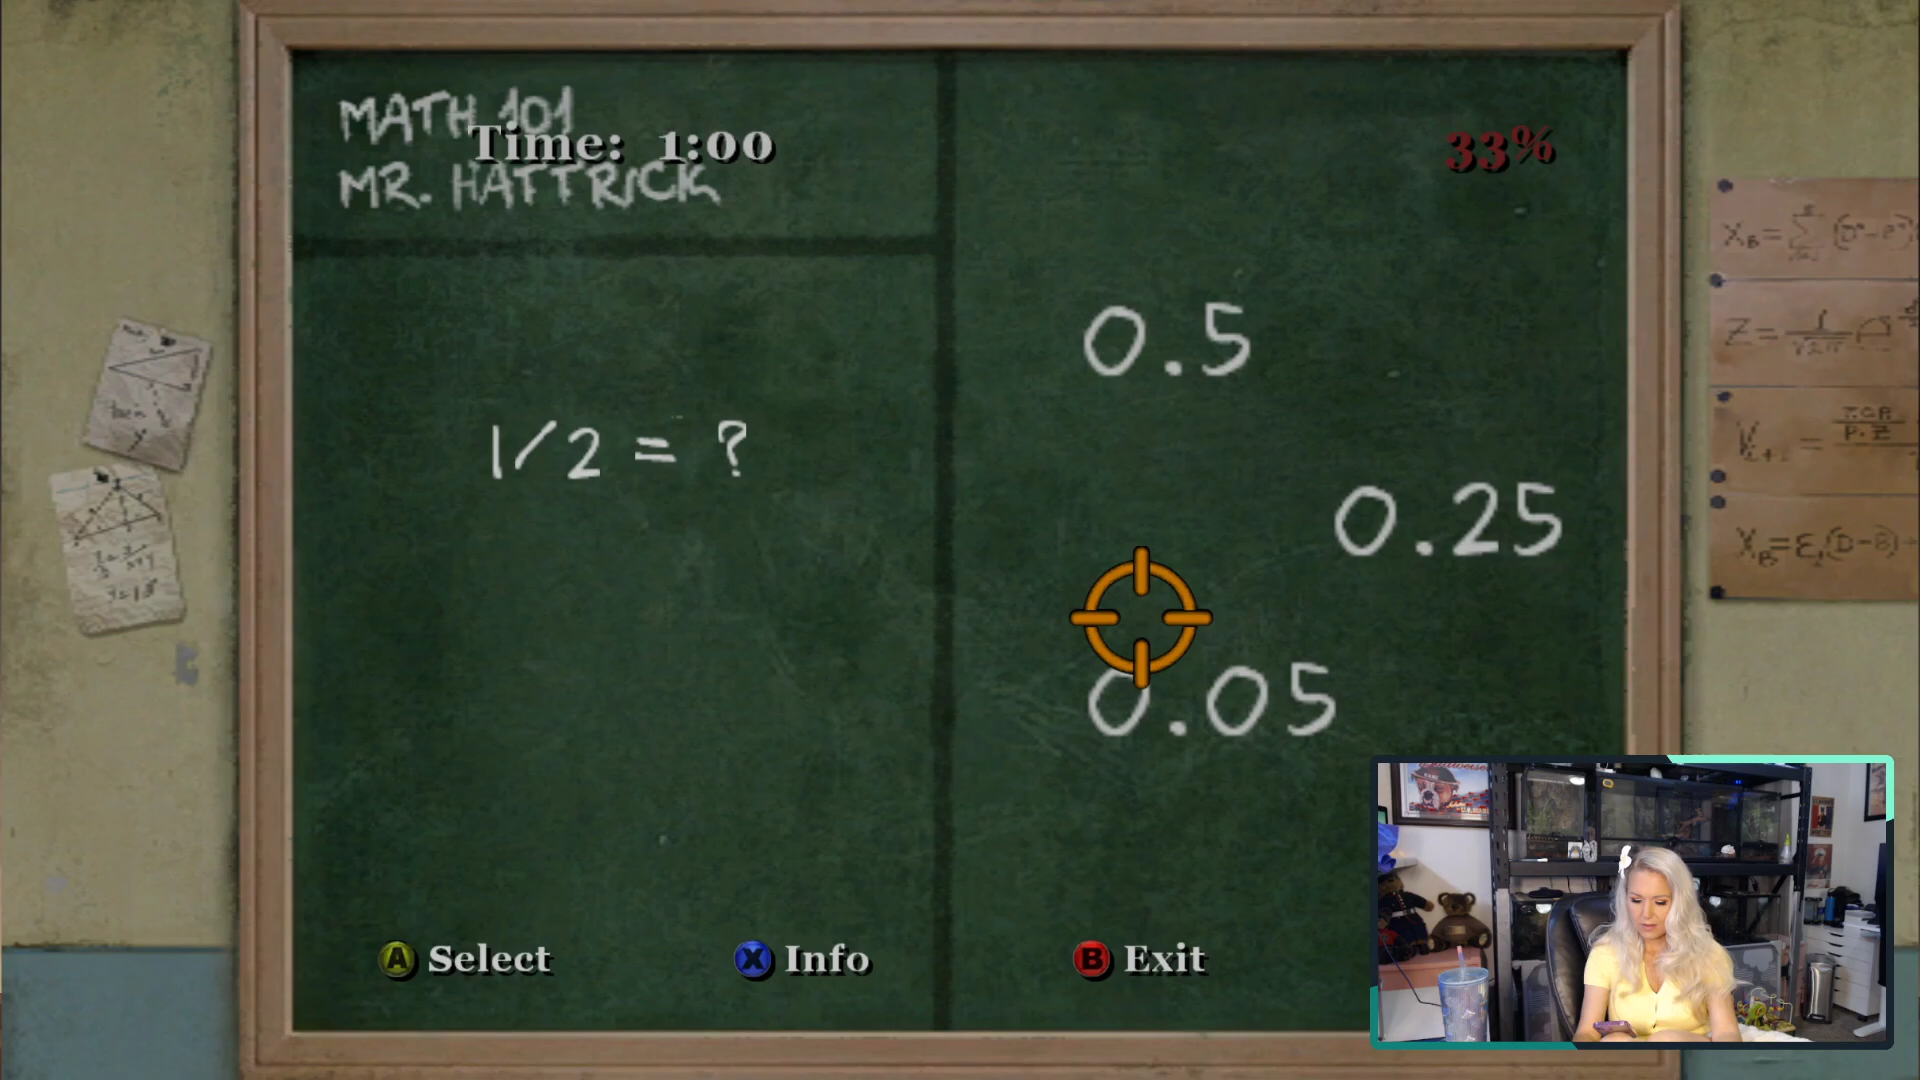 MATH 101
Time: 1:00
33%
MR. HATTRICK
0.5
1/2 = ?
0.25
0.05
A Select
X Info
B Exit